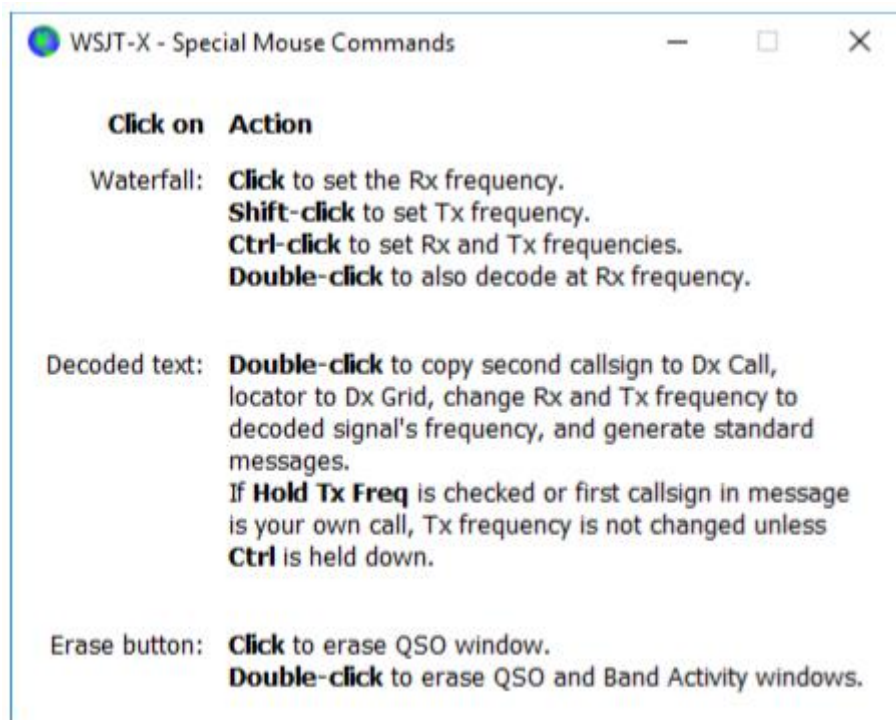 WSJT-X - Special Mouse Commands
Click on Action
Waterfall: Click to set the Rx frequency.
Shift-click to set Tx frequency.
Ctrl-click to set Rx and Tx frequencies.
Double-click to also decode at Rx frequency.
Decoded text: Double-click to copy second callsign to Dx Call,
locator to Dx Grid, change Rx and Tx frequency to
decoded signal's frequency, and generate standard
messages.
If Hold Tx Freq is checked or first callsign in message
is your own call, Tx frequency is not changed unless
Ctrl is held down.
Erase button: Click to erase QSO window.
Double-click to erase QSO and Band Activity windows.